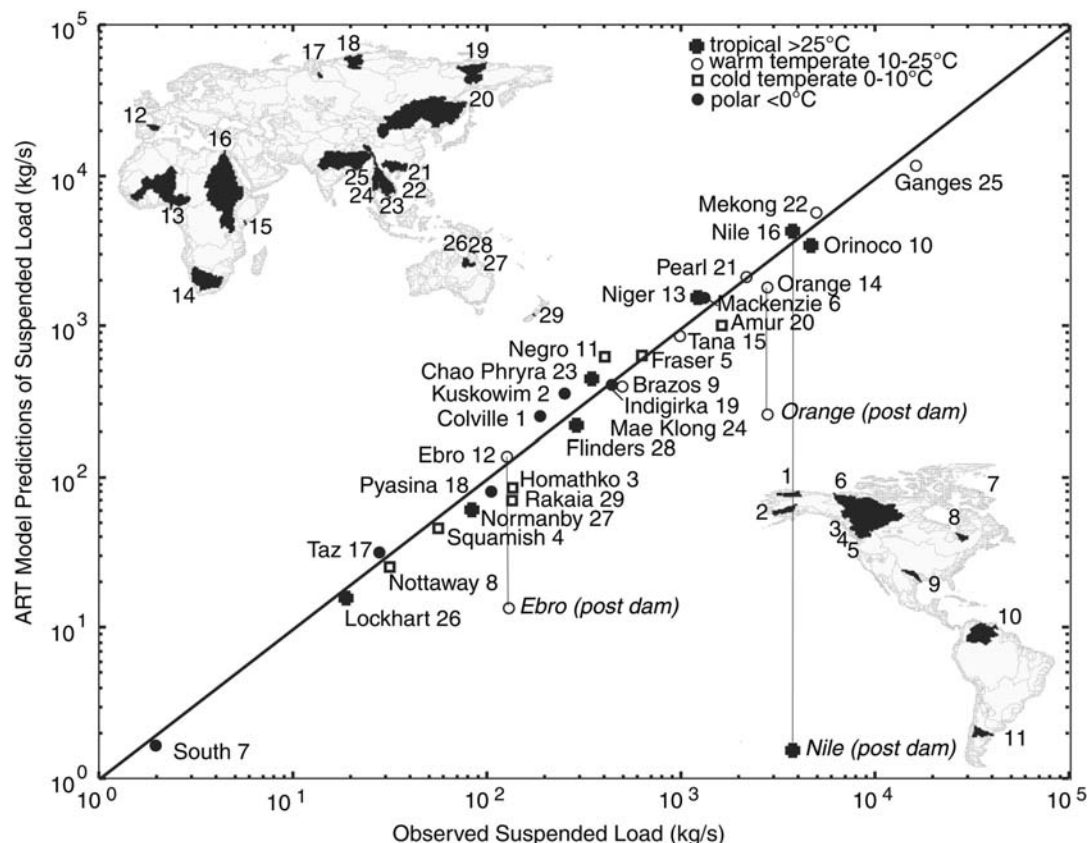 ART Model Predictions of Suspended Load (kg/s)
10^5
10^4
10^3
10^2
10^1
10^0
10^0 10^1 10^2 10^3 10^4 10^5
Observed Suspended Load (kg/s)
tropical >25°C
warm temperate 10-25°C
cold temperate 0-10°C
polar <0°C
17
18
19
12
16
20
13
15
14
25
24
23
21
22
26
28
27
29
Ganges 25
Mekong 22
Nile 16
Orinoco 10
Pearl 21
Orange 14
Niger 13
Mackenzie 6
Amur 20
Tana 15
Negro 11
Fraser 5
Chao Phryra 23
Brazos 9
Kuskowim 2
Indigirka 19
Orange (post dam)
Colville 1
Mae Klong 24
Flinders 28
Ebro 12
Homathko 3
Pyasina 18
Rakaia 29
Normanby 27
Squamish 4
Taz 17
Nottaway 8
Ebro (post dam)
Lockhart 26
South 7
Nile (post dam)
1
6
7
2
3
4
5
8
9
10
11